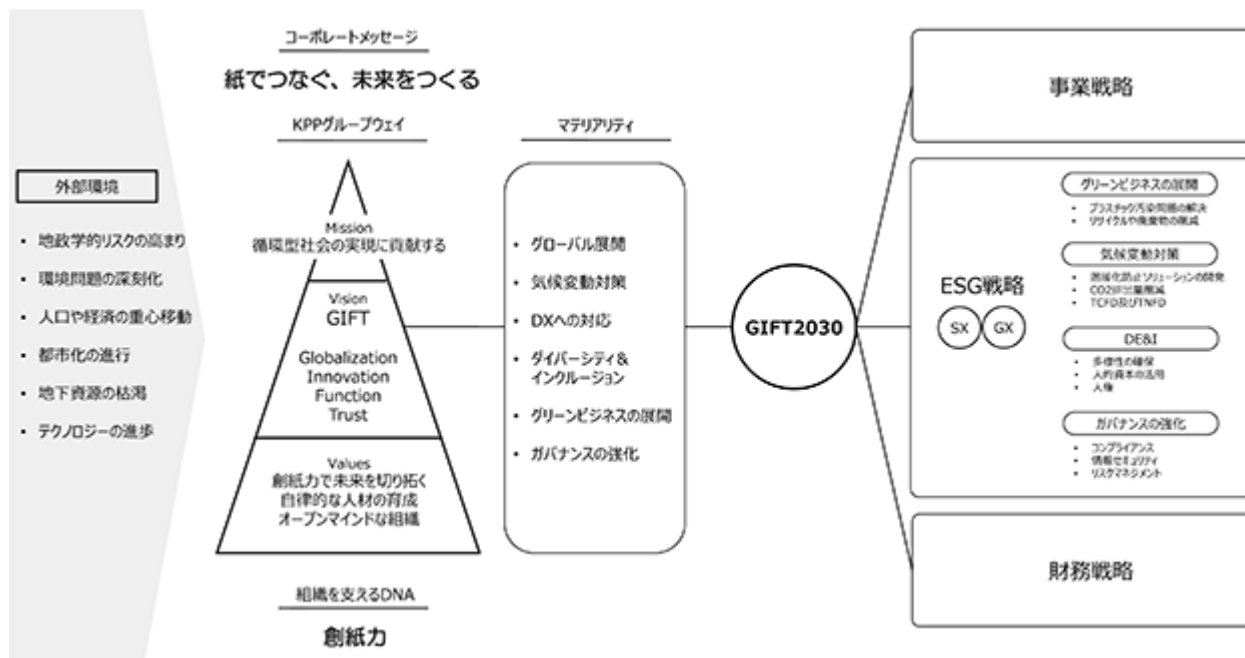 外部環境
・ 地政学的リスクの高まり
・ 環境問題の深刻化
・ 人口や経済の重心移動
・ 都市化の進行
・ 地下資源の枯渇
・ テクノロジーの進歩
コーポレートメッセージ
紙でつなぐ、未来をつくる
KPPグループウェイ
Mission
循環型社会の実現に貢献する
Vision
GIFT
Globalization
Innovation
Function
Trust
Values
創紙力で未来を切り拓く
自律的な人材の育成
オープンマインドな組織
組織を支えるDNA
創紙力
マテリアリティ
・ グローバル展開
・ 気候変動対策
・ DXへの対応
・ ダイバーシティ&
インクルージョン
・ グリーンビジネスの展開
・ ガバナンスの強化
GIFT2030
事業戦略
ESG戦略
SX
GX
グリーンビジネスの展開
・ プラスチック汚染問題の解決
・ リサイクルや廃棄物の削減
気候変動対策
・ 温暖化防止ソリューションの開発
・ CO2排出量削減
・ TCFD及びTNFD
DE&I
・ 多様性の確保
・ 人的資本の活用
・ 人権
ガバナンスの強化
・ コンプライアンス
・ 情報セキュリティ
・ リスクマネジメント
財務戦略